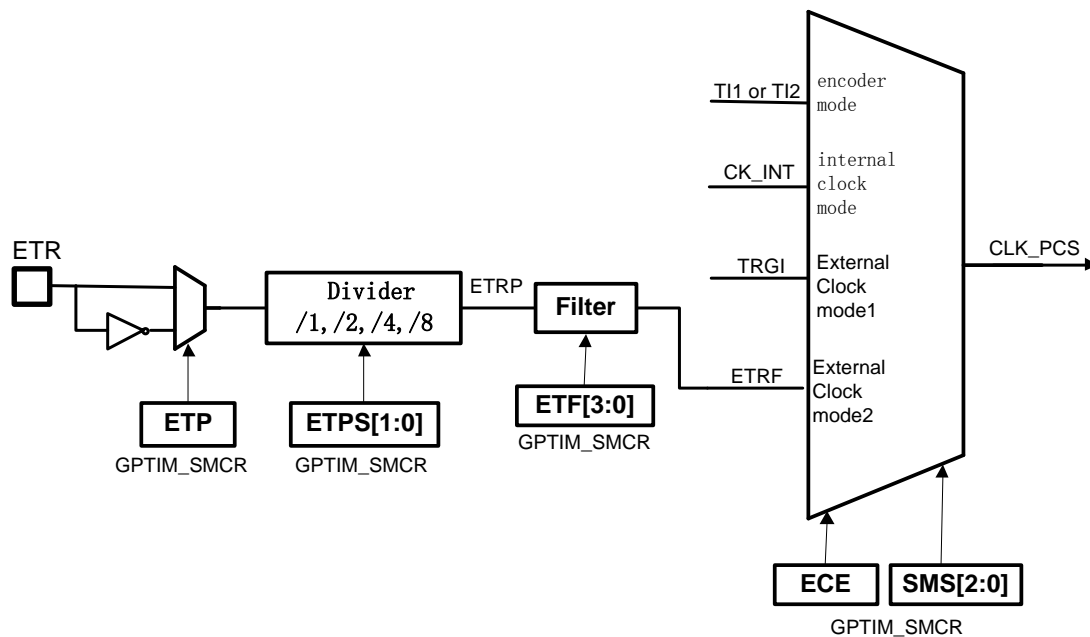 TI1 or TI2
encoder
mode
CK_INT
internal
clock
mode
ETR
CLK_PCS
TRGI
External
Clock
mode1
Divider
/1,/2,/4,/8
ETRP
Filter
ETRF
External
Clock
mode2
ETP
GPTIM_SMCR
ETPS[1:0]
GPTIM_SMCR
ETF[3:0]
GPTIM_SMCR
ECE
SMS[2:0]
GPTIM_SMCR